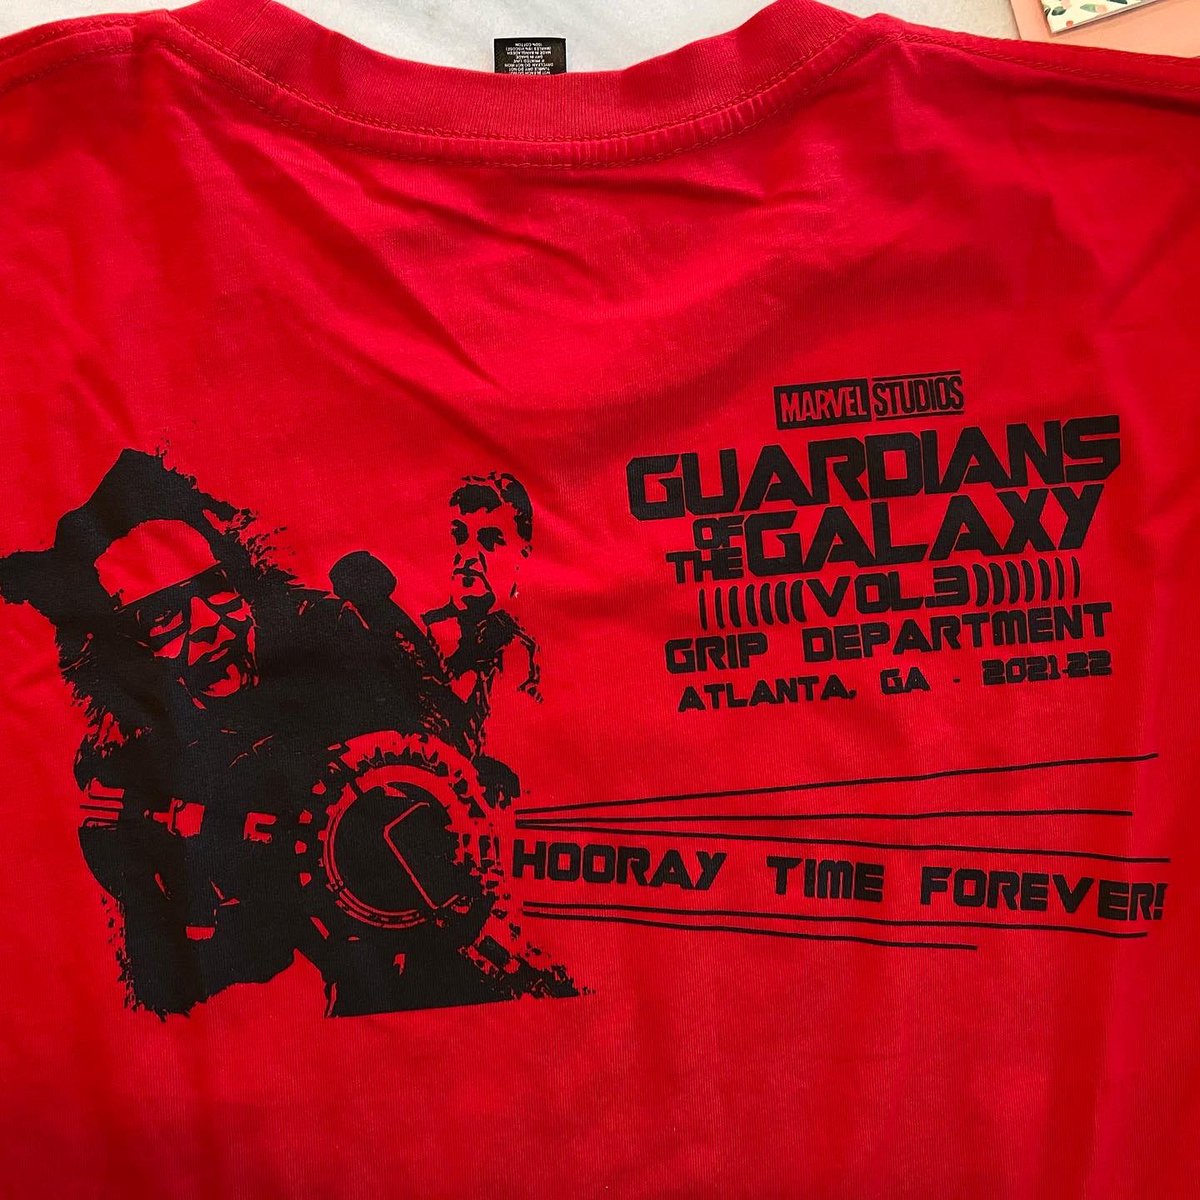 MARVEL STUDIOS
GUARDIANS
OF THE GALAXY
VOL.3
GRIP DEPARTMENT
ATLANTA, GA - 2021-22
HOORAY TIME FOREVER!